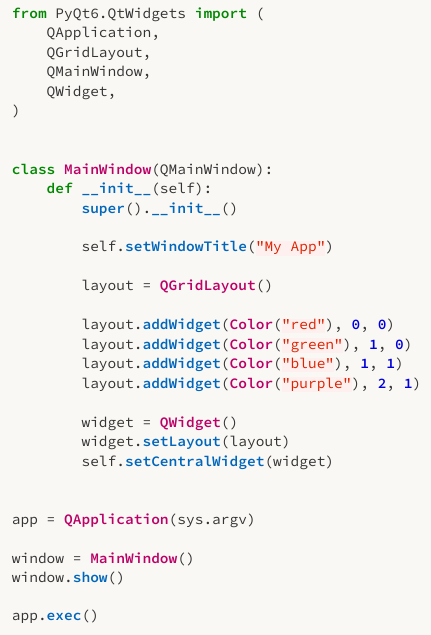 from PyQt6.QtWidgets import (
    QApplication,
    QGridLayout,
    QMainWindow,
    QWidget,
)
class MainWindow(QMainWindow):
    def __init__(self):
        super().__init__()
        self.setWindowTitle("My App")
        layout = QGridLayout()
        layout.addWidget(Color("red"), 0, 0)
        layout.addWidget(Color("green"), 1, 0)
        layout.addWidget(Color("blue"), 1, 1)
        layout.addWidget(Color("purple"), 2, 1)
        widget = QWidget()
        widget.setLayout(layout)
        self.setCentralWidget(widget)
app = QApplication(sys.argv)
window = MainWindow()
window.show()
app.exec()